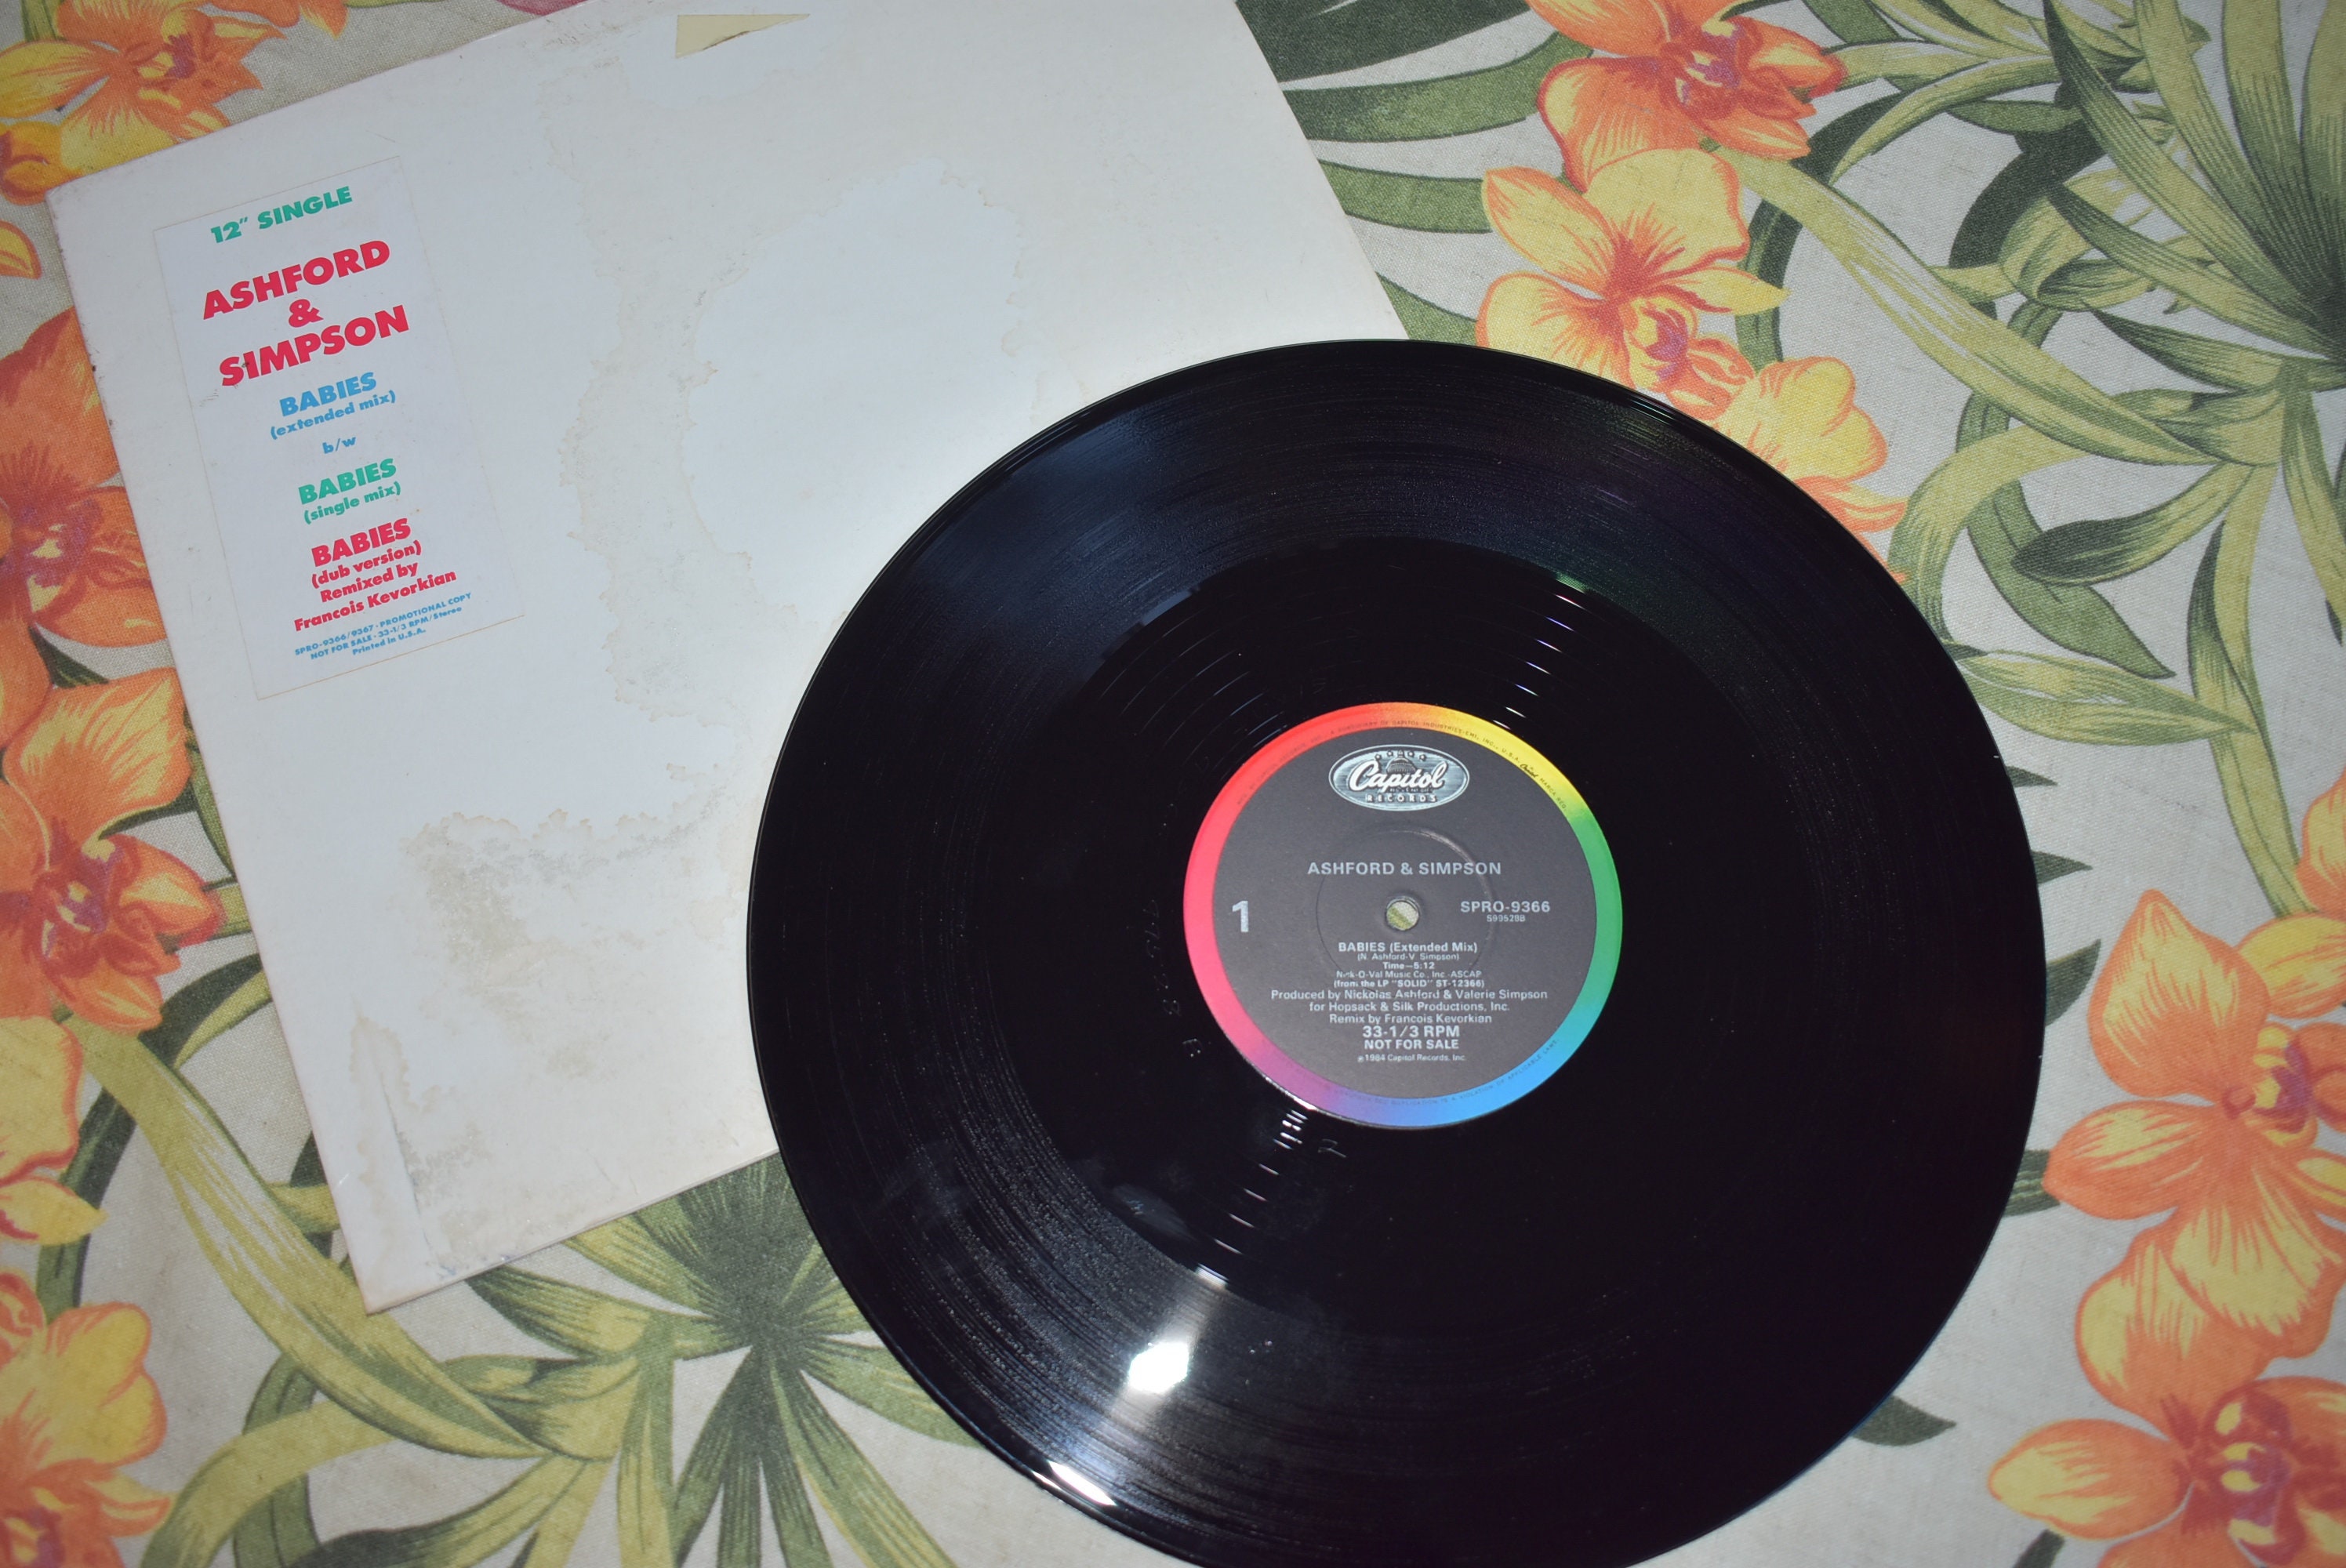 12" SINGLE
ASHFORD
&
SIMPSON
BABIES
(extended mix)
b/w
BABIES
(single mix)
BABIES
(dub version)
Remixed by
Francois Kevorkian
SPRO-9366/9367 · PROMOTIONAL COPY
NOT FOR SALE · 33-1/3 RPM/Stereo
Printed in U.S.A.
Capitol
RECORDS
ASHFORD & SIMPSON
1
SPRO-9366
S99528B
BABIES (Extended Mix)
(N. Ashford-V. Simpson)
Time—5:12
Nick-O-Val Music Co., Inc.-ASCAP
(from the LP "SOLID" ST-12366)
Produced by Nickolas Ashford & Valerie Simpson
for Hopsack & Silk Productions, Inc.
Remix by Francois Kevorkian
33-1/3 RPM
NOT FOR SALE
℗1984 Capitol Records, Inc.